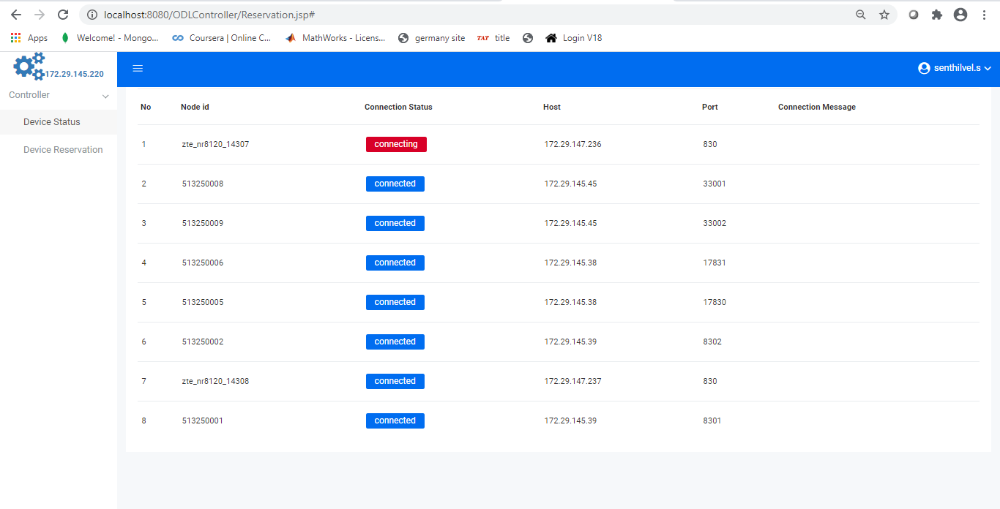 localhost:8080/ODLController/Reservation.jsp#
Apps Welcome! - Mongo... Coursera | Online C... MathWorks - Licens... germany site TAT title Login V18
172.29.145.220 senthilvel.s
Controller
Device Status
Device Reservation
No Node id Connection Status Host Port Connection Message
1 zte_nr8120_14307 connecting 172.29.147.236 830
2 513250008 connected 172.29.145.45 33001
3 513250009 connected 172.29.145.45 33002
4 513250006 connected 172.29.145.38 17831
5 513250005 connected 172.29.145.38 17830
6 513250002 connected 172.29.145.39 8302
7 zte_nr8120_14308 connected 172.29.147.237 830
8 513250001 connected 172.29.145.39 8301